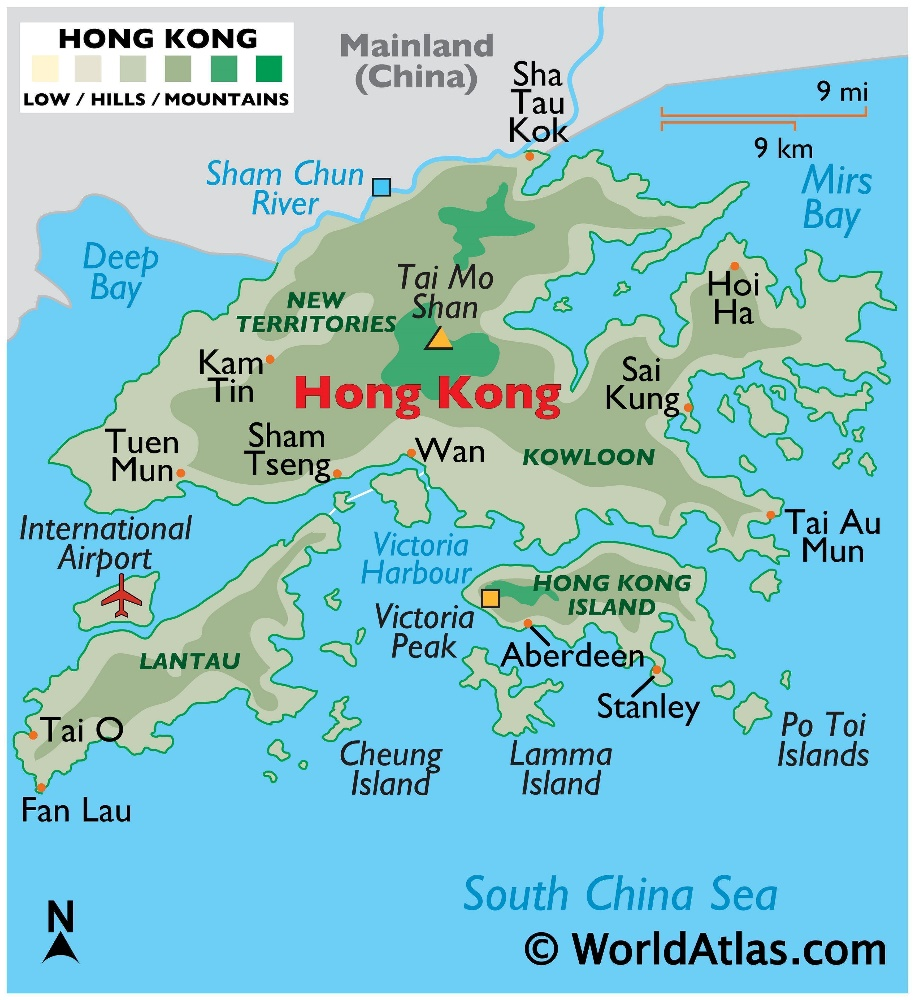 HONG KONG
LOW / HILLS / MOUNTAINS
Mainland
(China)
Sha
Tau
Kok
9 mi
9 km
Sham Chun
River
Mirs
Bay
Deep
Bay
Tai Mo
Shan
Hoi
Ha
NEW
TERRITORIES
Kam
Tin
Hong Kong
Sai
Kung
Tuen
Mun
Sham
Tseng
Wan
KOWLOON
International
Airport
Tai Au
Mun
Victoria
Harbour
HONG KONG
ISLAND
Victoria
Peak
Aberdeen
LANTAU
Stanley
Tai O
Cheung
Island
Lamma
Island
Po Toi
Islands
Fan Lau
South China Sea
N
© WorldAtlas.com